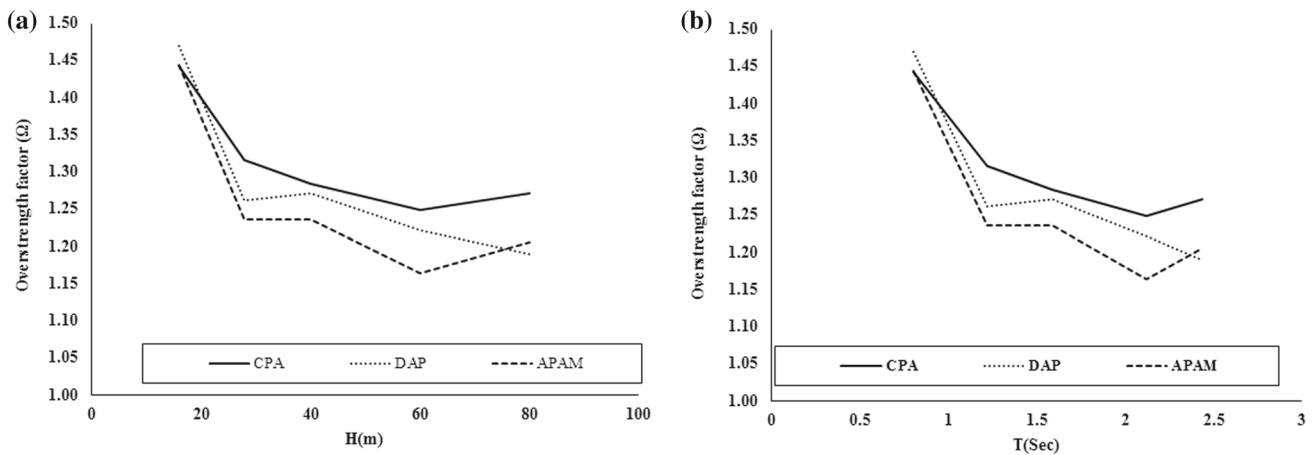 (a)
Overstrength factor (Ω)
1.50
1.45
1.40
1.35
1.30
1.25
1.20
1.15
1.10
1.05
1.00
CPA DAP APAM
0 20 40 60 80 100
H(m)
(b)
Overstrength factor (Ω)
1.50
1.45
1.40
1.35
1.30
1.25
1.20
1.15
1.10
1.05
1.00
CPA DAP APAM
0 0.5 1 1.5 2 2.5 3
T(Sec)